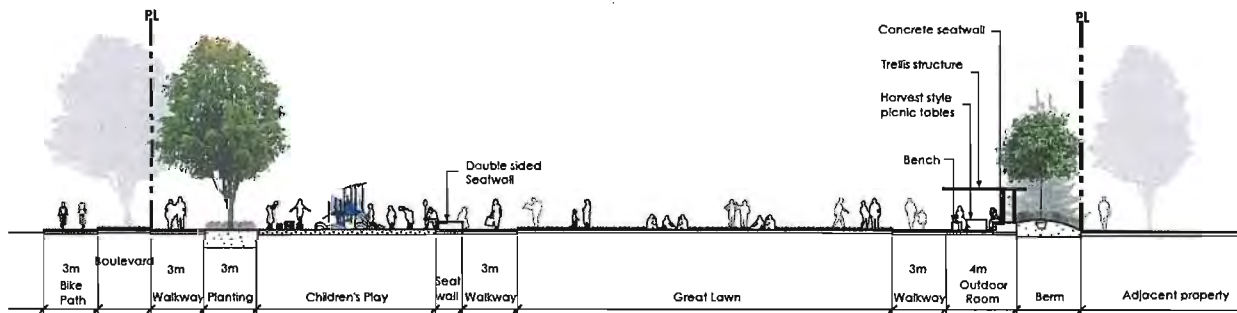 PL
PL
Concrete seatwall
Trellis structure
Harvest style
picnic tables
Bench
Double sided
Seatwall
3m
Bike
Path
Boulevard
3m
Walkway
3m
Planting
Children's Play
Seat
wall
3m
Walkway
Great Lawn
3m
Walkway
4m
Outdoor
Room
Berm
Adjacent property